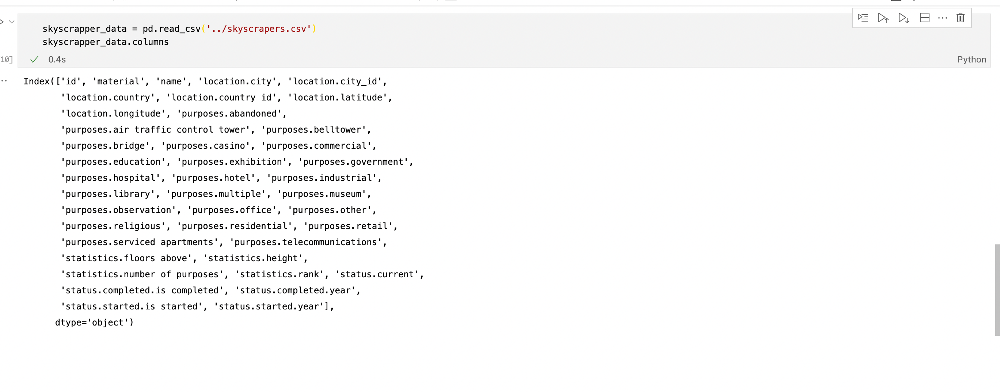 skyscrapper_data = pd.read_csv('../skyscrapers.csv')
skyscrapper_data.columns
10]
0.4s
Python
Index(['id', 'material', 'name', 'location.city', 'location.city_id',
'location.country', 'location.country id', 'location.latitude',
'location.longitude', 'purposes.abandoned',
'purposes.air traffic control tower', 'purposes.belltower',
'purposes.bridge', 'purposes.casino', 'purposes.commercial',
'purposes.education', 'purposes.exhibition', 'purposes.government',
'purposes.hospital', 'purposes.hotel', 'purposes.industrial',
'purposes.library', 'purposes.multiple', 'purposes.museum',
'purposes.observation', 'purposes.office', 'purposes.other',
'purposes.religious', 'purposes.residential', 'purposes.retail',
'purposes.serviced apartments', 'purposes.telecommunications',
'statistics.floors above', 'statistics.height',
'statistics.number of purposes', 'statistics.rank', 'status.current',
'status.completed.is completed', 'status.completed.year',
'status.started.is started', 'status.started.year'],
dtype='object')